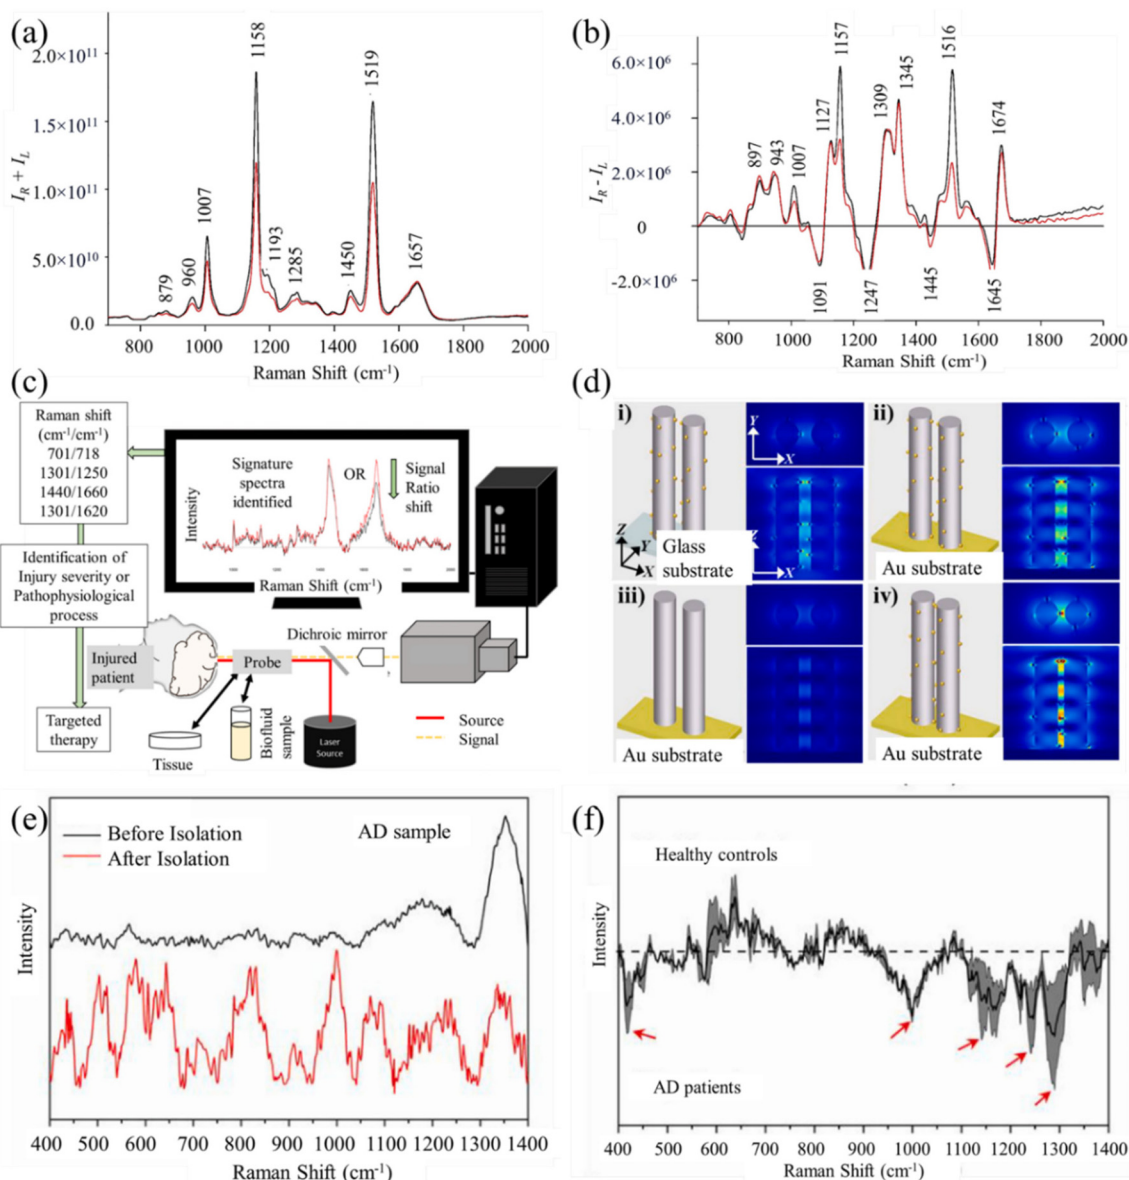 (a)
2.0×10¹¹
1.5×10¹¹
1.0×10¹¹
5.0×10¹⁰
0.0
I_R + I_L
879
960
1007
1158
1193
1285
1450
1519
1657
800 1000 1200 1400 1600 1800 2000
Raman Shift (cm⁻¹)
(b)
6.0×10⁶
4.0×10⁶
2.0×10⁶
0
-2.0×10⁶
I_R - I_L
897
943
1007
1127
1157
1309
1345
1516
1674
1091
1247
1445
1645
800 1000 1200 1400 1600 1800 2000
Raman Shift (cm⁻¹)
(c)
Raman shift
(cm⁻¹/cm⁻¹)
701/718
1301/1250
1440/1660
1301/1620
Identification of
Injury severity or
Pathophysiological
process
Targeted
therapy
Signature
spectra
identified
OR
Signal
Ratio
shift
Intensity
Raman Shift (cm⁻¹)
Injured
patient
Probe
Dichroic mirror
Tissue
Biofluid
sample
Laser
Source
Source
Signal
(d)
i)
Y
X
Z
Y
X
Glass
substrate
X
ii)
Au substrate
iii)
Au substrate
iv)
Au substrate
(e)
Before Isolation
After Isolation
AD sample
Intensity
400 500 600 700 800 900 1000 1100 1200 1300 1400
Raman Shift (cm⁻¹)
(f)
Healthy controls
AD patients
Intensity
400 500 600 700 800 900 1000 1100 1200 1300 1400
Raman Shift (cm⁻¹)